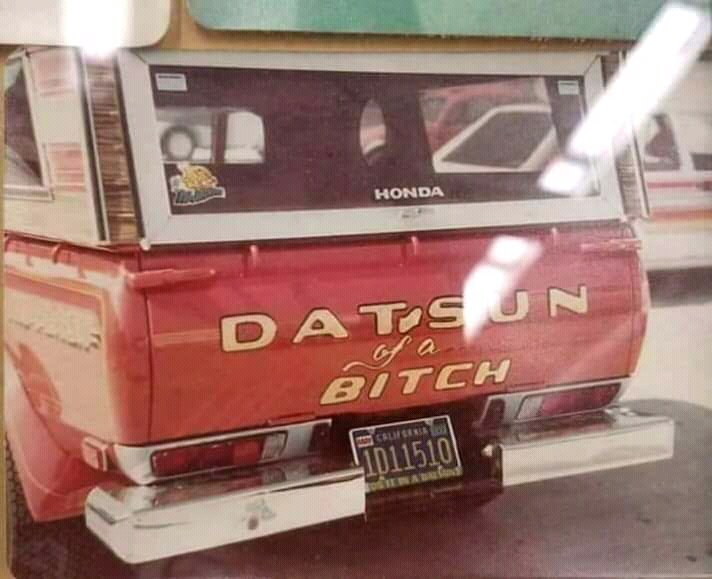 HONDA
DATSUN
of a
BITCH
CALIFORNIA
1D11510